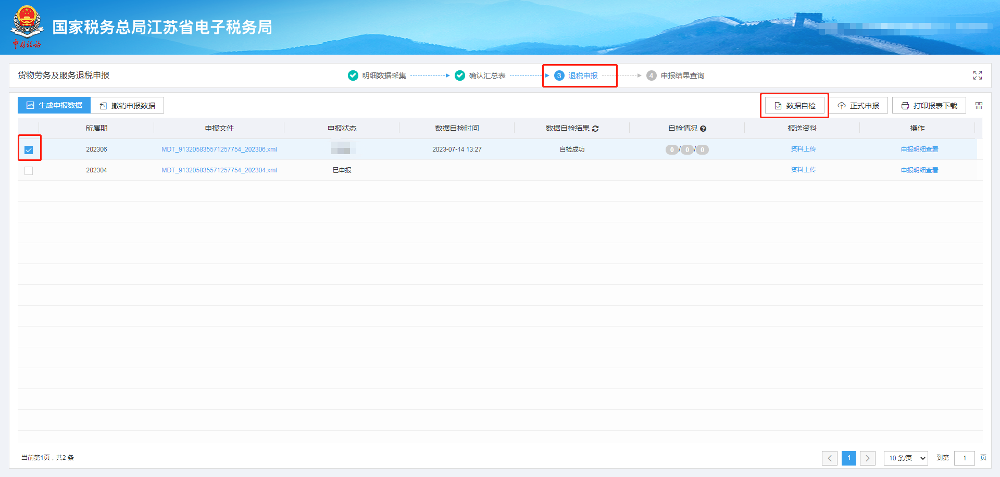 国家税务总局江苏省电子税务局
中国税务
货物劳务及服务退税申报
明细数据采集
确认汇总表
3 退税申报
4 申报结果查询
生成申报数据
撤销申报数据
数据自检
正式申报
打印报表下载
所属期 申报文件 申报状态 数据自检时间 数据自检结果 自检情况 报送资料 操作
202306 MDT_913205835571257754_202306.xml 2023-07-14 13:27 自检成功 0/0/0 资料上传 申报明细查看
202304 MDT_913205835571257754_202304.xml 已申报 资料上传 申报明细查看
当前第1页，共2 条
1
10 条/页
到第 1 页